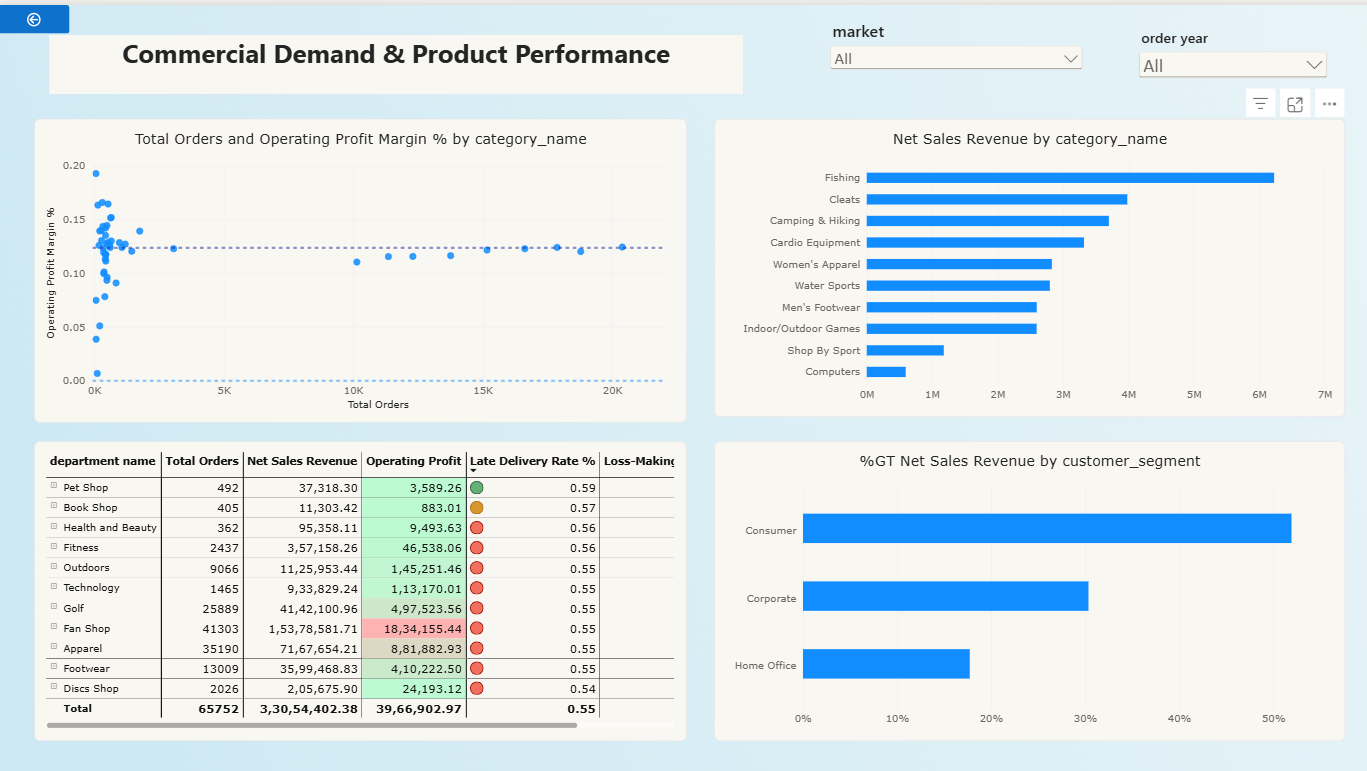 Commercial Demand & Product Performance
market
All
order year
All
Total Orders and Operating Profit Margin % by category_name
Operating Profit Margin %
0.20
0.15
0.10
0.05
0.00
0K 5K 10K 15K 20K
Total Orders
Net Sales Revenue by category_name
Fishing
Cleats
Camping & Hiking
Cardio Equipment
Women's Apparel
Water Sports
Men's Footwear
Indoor/Outdoor Games
Shop By Sport
Computers
0M 1M 2M 3M 4M 5M 6M 7M
department name Total Orders Net Sales Revenue Operating Profit Late Delivery Rate % Loss-Making
Pet Shop 492 37,318.30 3,589.26 0.59
Book Shop 405 11,303.42 883.01 0.57
Health and Beauty 362 95,358.11 9,493.63 0.56
Fitness 2437 3,57,158.26 46,538.06 0.56
Outdoors 9066 11,25,953.44 1,45,251.46 0.55
Technology 1465 9,33,829.24 1,13,170.01 0.55
Golf 25889 41,42,100.96 4,97,523.56 0.55
Fan Shop 41303 1,53,78,581.71 18,34,155.44 0.55
Apparel 35190 71,67,654.21 8,81,882.93 0.55
Footwear 13009 35,99,468.83 4,10,222.50 0.55
Discs Shop 2026 2,05,675.90 24,193.12 0.54
Total 65752 3,30,54,402.38 39,66,902.97 0.55
%GT Net Sales Revenue by customer_segment
Consumer
Corporate
Home Office
0% 10% 20% 30% 40% 50%